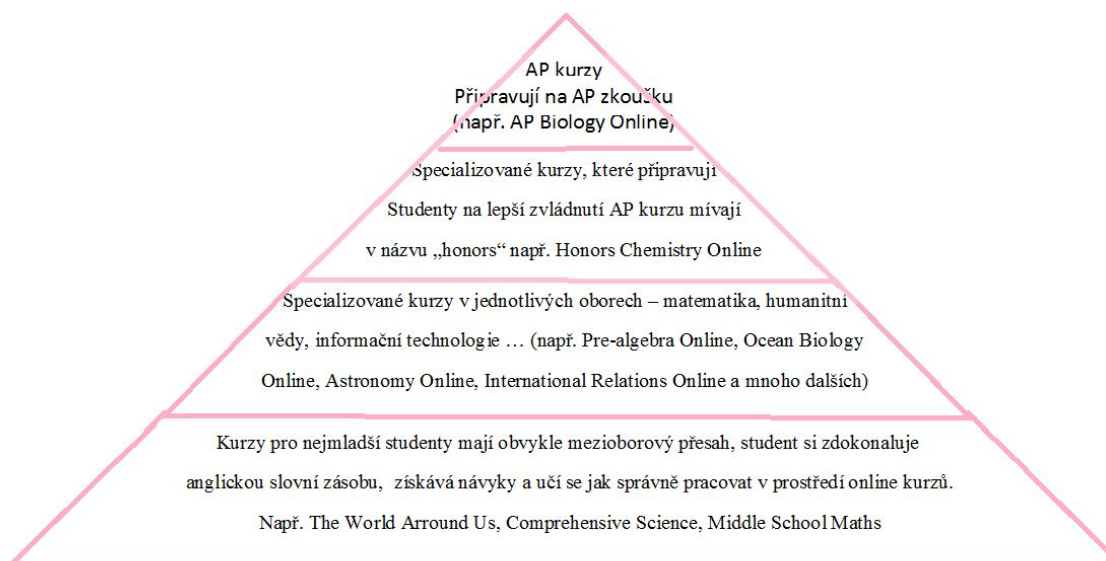 AP kurzy
Připravují na AP zkoušku
(např. AP Biology Online)
Specializované kurzy, které připravují
Studenty na lepší zvládnutí AP kurzu mívají
v názvu „honors“ např. Honors Chemistry Online
Specializované kurzy v jednotlivých oborech – matematika, humanitní
vědy, informační technologie … (např. Pre-algebra Online, Ocean Biology
Online, Astronomy Online, International Relations Online a mnoho dalších)
Kurzy pro nejmladší studenty mají obvykle mezioborový přesah, student si zdokonaluje
anglickou slovní zásobu, získává návyky a učí se jak správně pracovat v prostředí online kurzů.
Např. The World Arround Us, Comprehensive Science, Middle School Maths